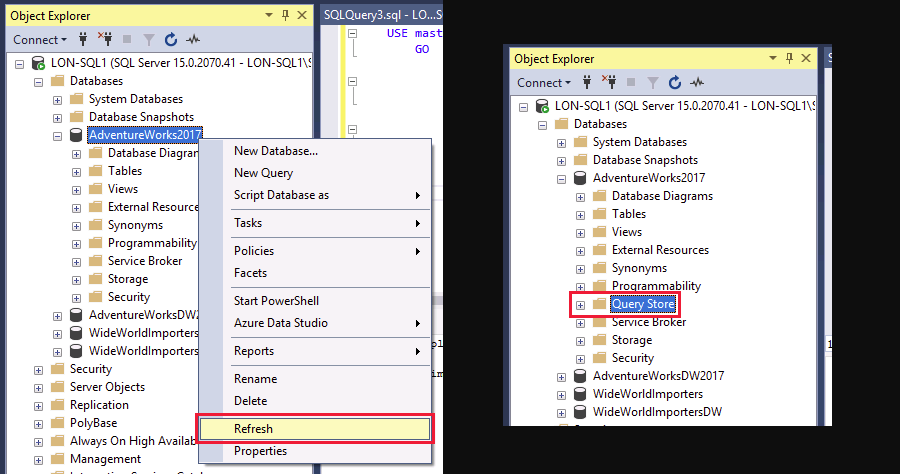 Object Explorer
Connect
LON-SQL1 (SQL Server 15.0.2070.41 - LON-SQL1\S
Databases
System Databases
Database Snapshots
AdventureWorks2017
Database Diagran
Tables
Views
External Resource
Synonyms
Programmability
Service Broker
Storage
Security
AdventureWorksDW2
WideWorldImporters
WideWorldImporters
Security
Server Objects
Replication
PolyBase
Always On High Availab
Management
SQLQuery3.sql - LO...S
USE mast
GO
New Database...
New Query
Script Database as
Tasks
Policies
Facets
Start PowerShell
Azure Data Studio
Reports
Rename
Delete
Refresh
Properties
Object Explorer
Connect
LON-SQL1 (SQL Server 15.0.2070.41 - LON-SQL1\S
Databases
System Databases
Database Snapshots
AdventureWorks2017
Database Diagrams
Tables
Views
External Resources
Synonyms
Programmability
Query Store
Service Broker
Storage
Security
AdventureWorksDW2017
WideWorldImporters
WideWorldImportersDW